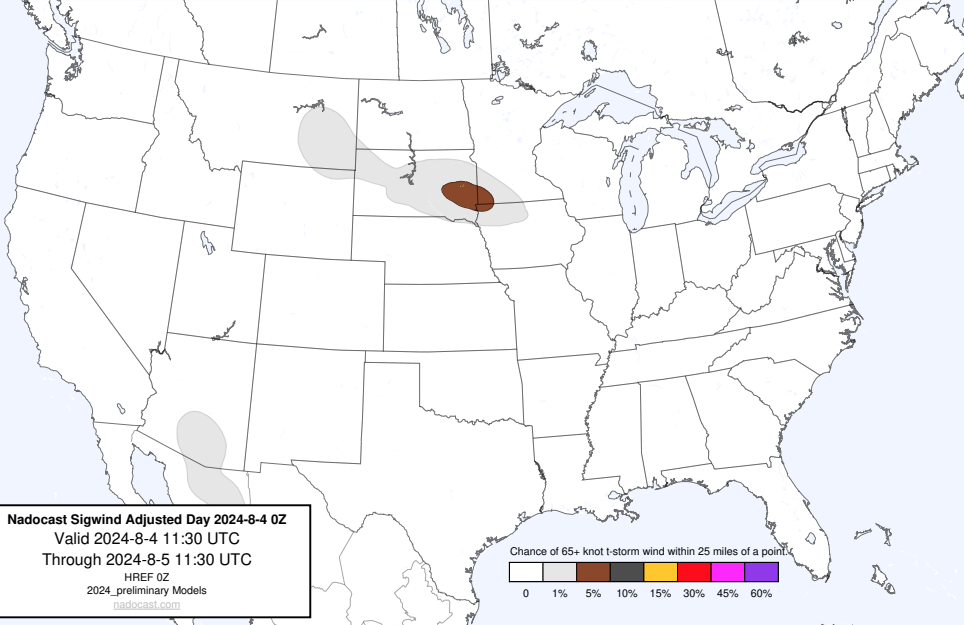 Nadocast Sigwind Adjusted Day 2024-8-4 0Z
Valid 2024-8-4 11:30 UTC
Through 2024-8-5 11:30 UTC
HREF 0Z
2024_preliminary Models
nadocast.com
Chance of 65+ knot t-storm wind within 25 miles of a point.
0 1% 5% 10% 15% 30% 45% 60%